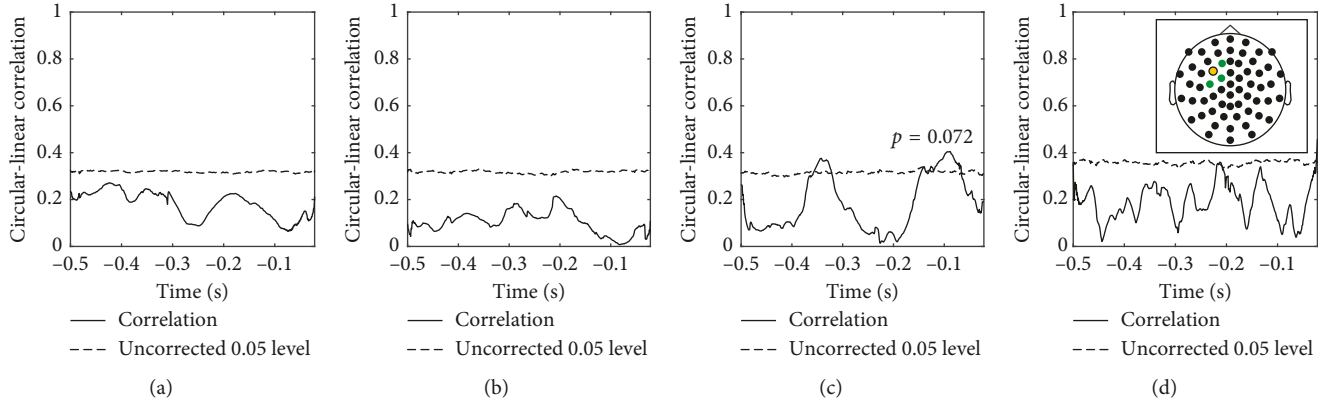 Circular-linear correlation
1
0.8
0.6
0.4
0.2
0
–0.5 –0.4 –0.3 –0.2 –0.1
Time (s)
Correlation
Uncorrected 0.05 level
(a)
Circular-linear correlation
1
0.8
0.6
0.4
0.2
0
–0.5 –0.4 –0.3 –0.2 –0.1
Time (s)
Correlation
Uncorrected 0.05 level
(b)
Circular-linear correlation
1
0.8
0.6
0.4
0.2
0
p = 0.072
–0.5 –0.4 –0.3 –0.2 –0.1
Time (s)
Correlation
Uncorrected 0.05 level
(c)
Circular-linear correlation
1
0.8
0.6
0.4
0.2
0
–0.5 –0.4 –0.3 –0.2 –0.1
Time (s)
Correlation
Uncorrected 0.05 level
(d)